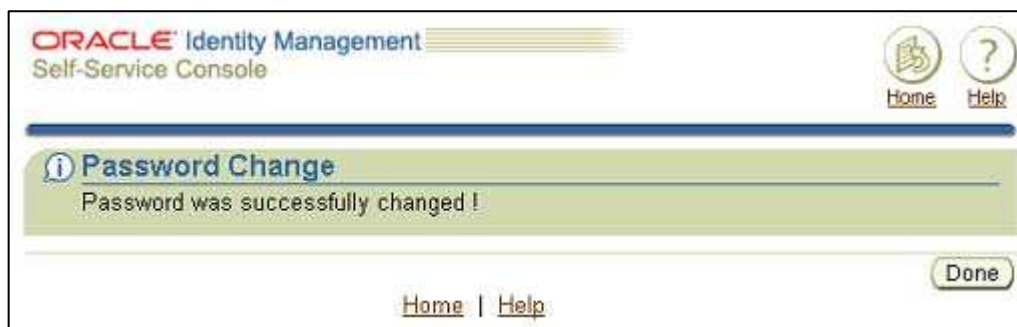 ORACLE Identity Management
Self-Service Console
Home Help
Password Change
Password was successfully changed !
Done
Home | Help